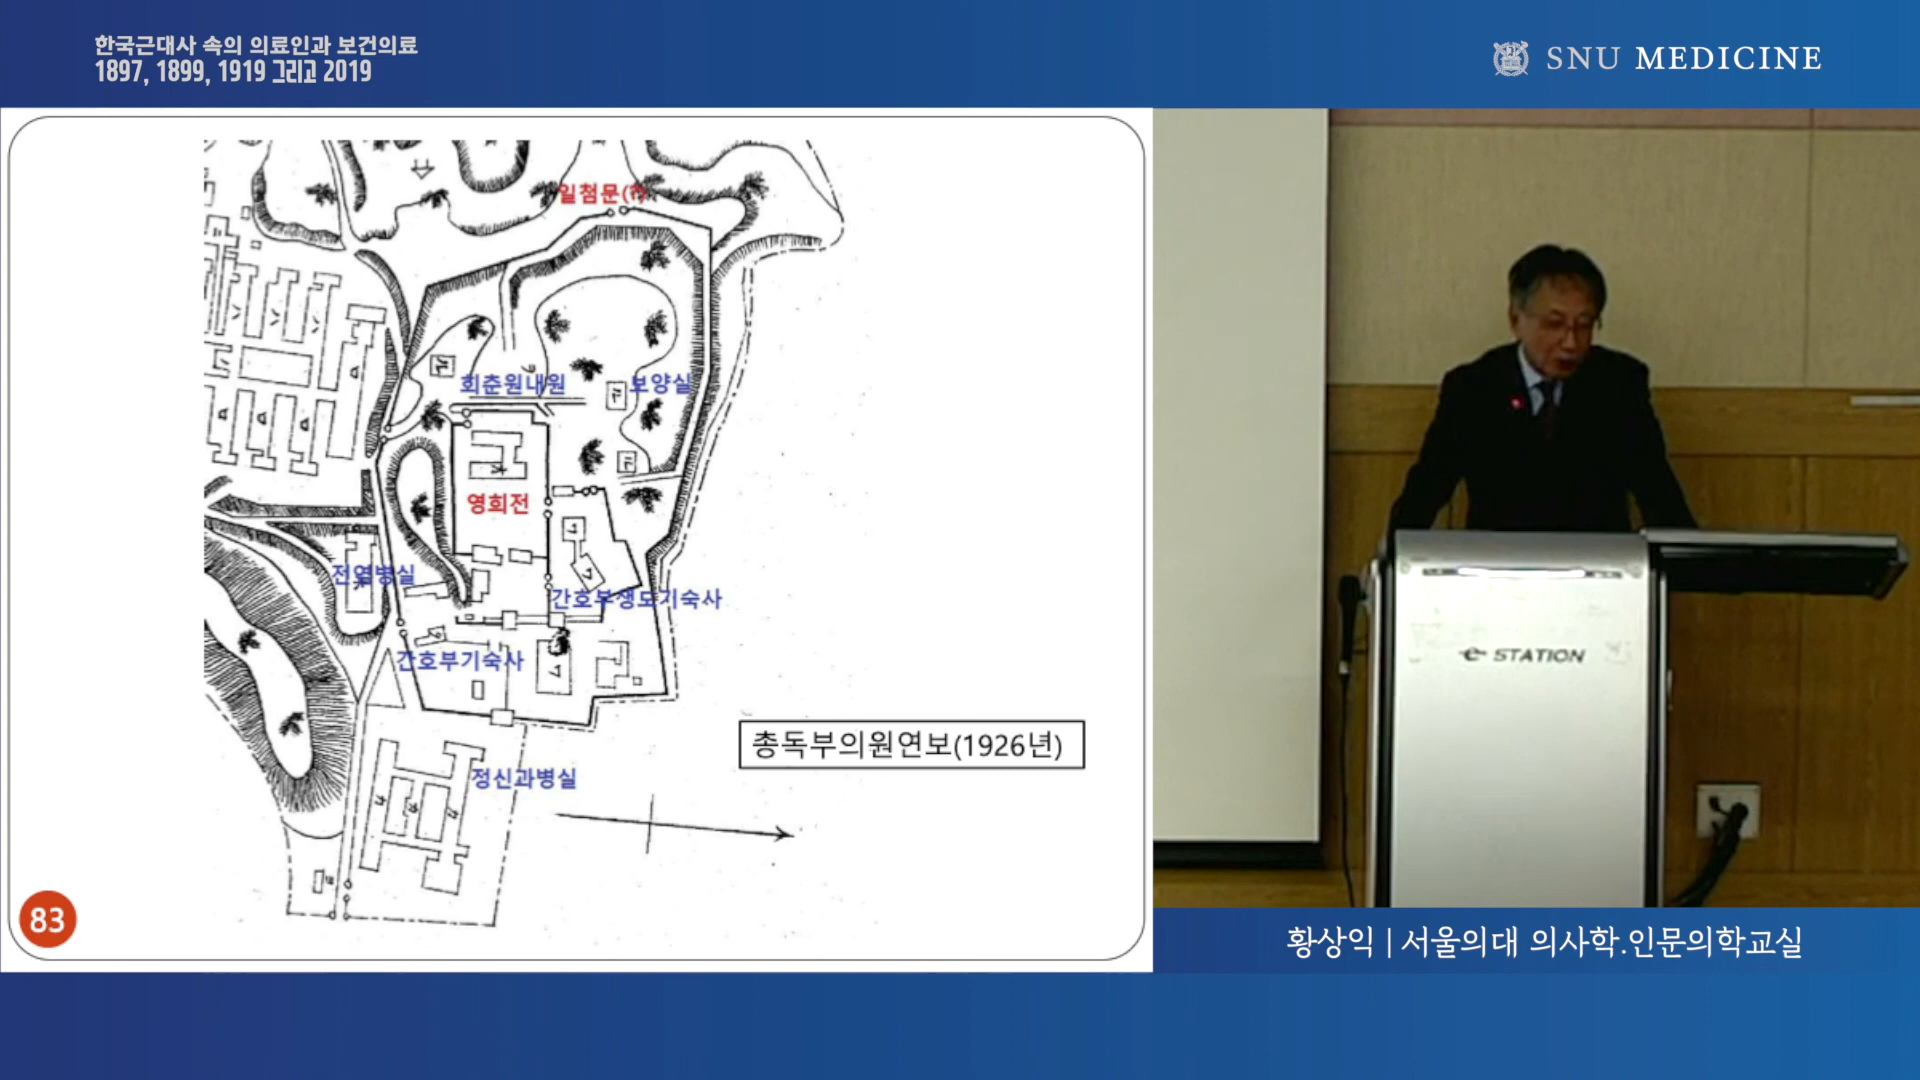 한국근대사 속의 의료인과 보건의료
1897, 1899, 1919 그리고 2019
SNU MEDICINE
일첨문(?)
회춘원내원
보양실
영희전
전염병실
간호부생도기숙사
간호부기숙사
총독부의원연보(1926년)
정신과병실
83
e-STATION
황상익 | 서울의대 의사학.인문의학교실